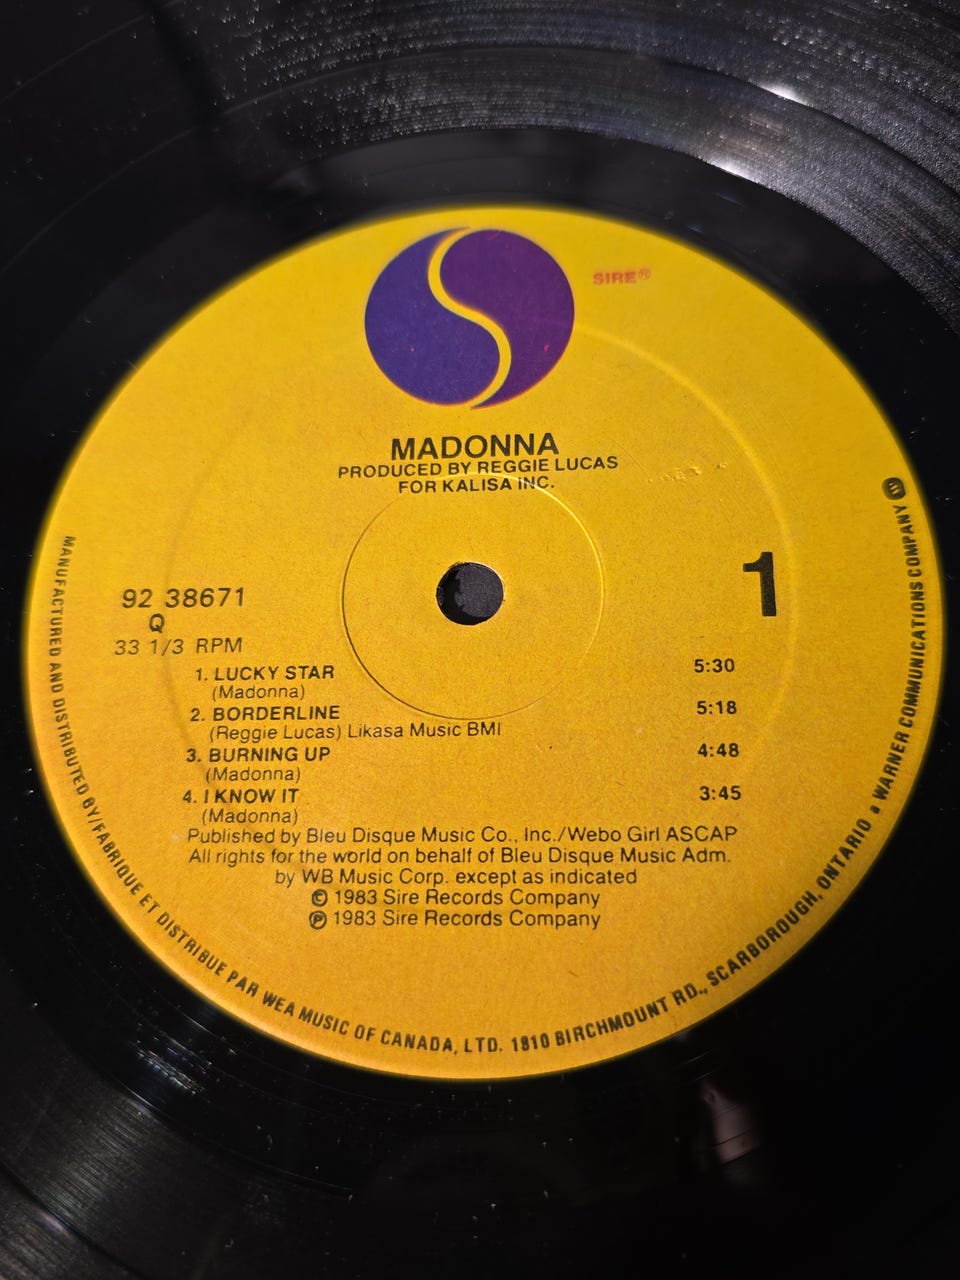 SIRE®
MADONNA
PRODUCED BY REGGIE LUCAS
FOR KALISA INC.
1
92 38671
Q
33 1/3 RPM
1. LUCKY STAR 5:30
(Madonna)
2. BORDERLINE 5:18
(Reggie Lucas) Likasa Music BMI
3. BURNING UP 4:48
(Madonna)
4. I KNOW IT 3:45
(Madonna)
Published by Bleu Disque Music Co., Inc./Webo Girl ASCAP
All rights for the world on behalf of Bleu Disque Music Adm.
by WB Music Corp. except as indicated
© 1983 Sire Records Company
℗ 1983 Sire Records Company
MANUFACTURED AND DISTRIBUTED BY/FABRIQUE ET DISTRIBUE PAR WEA MUSIC OF CANADA, LTD. 1810 BIRCHMOUNT RD., SCARBOROUGH, ONTARIO a WARNER COMMUNICATIONS COMPANY